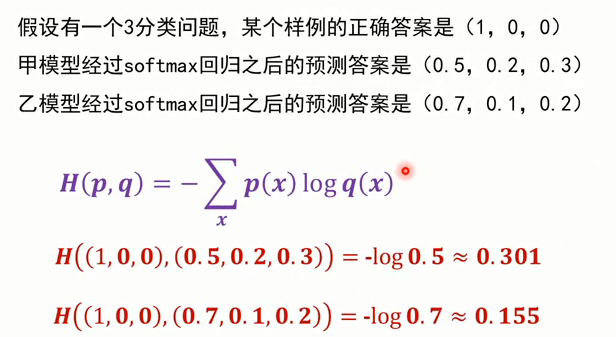 假设有一个3分类问题，某个样例的正确答案是（1，0，0）
甲模型经过softmax回归之后的预测答案是（0.5，0.2，0.3）
乙模型经过softmax回归之后的预测答案是（0.7，0.1，0.2）
H(p, q) = −∑ₓ p(x) log q(x)
H((1, 0, 0), (0.5, 0.2, 0.3)) = -log 0.5 ≈ 0.301
H((1, 0, 0), (0.7, 0.1, 0.2)) = -log 0.7 ≈ 0.155